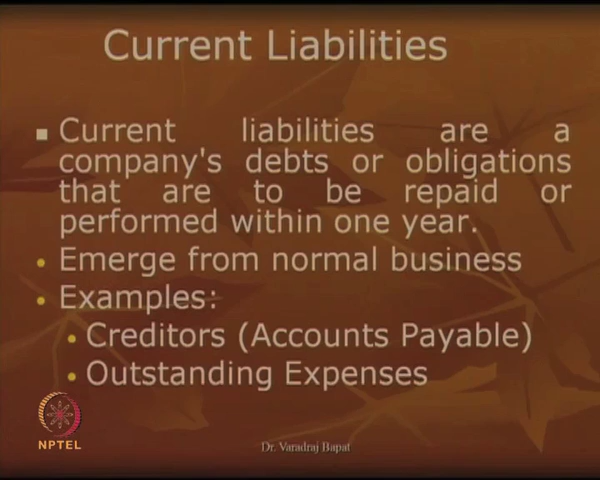 Current Liabilities
Current liabilities are a
company's debts or obligations
that are to be repaid or
performed within one year.
Emerge from normal business
Examples:
Creditors (Accounts Payable)
Outstanding Expenses
NPTEL
Dr. Varadraj Bapat